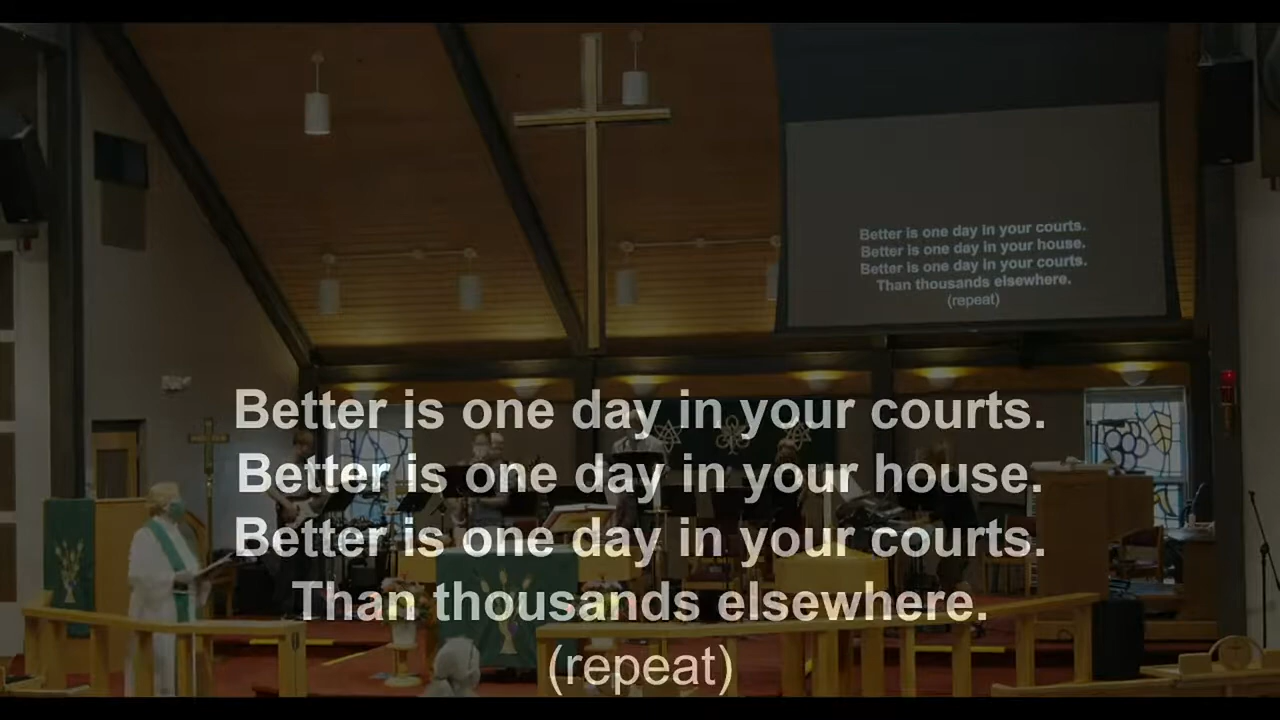 Better is one day in your courts.
Better is one day in your house.
Better is one day in your courts.
Than thousands elsewhere.
(repeat)
Better is one day in your courts.
Better is one day in your house.
Better is one day in your courts.
Than thousands elsewhere.
(repeat)